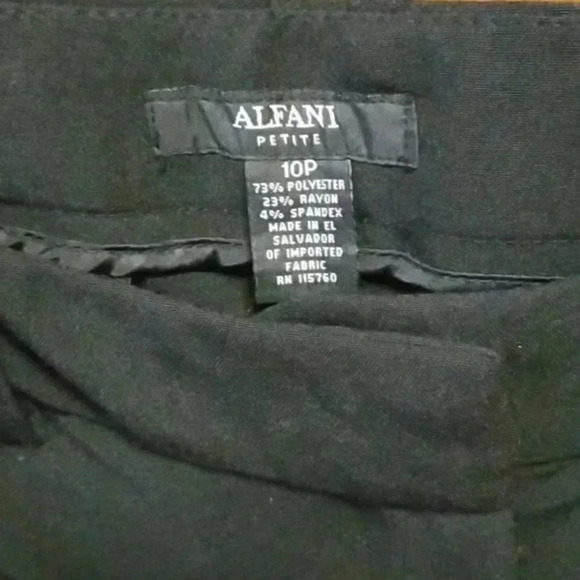 ALFANI
PETITE
10P
73% POLYESTER
23% RAYON
4% SPANDEX
MADE IN EL
SALVADOR
OF IMPORTED
FABRIC
RN 115760